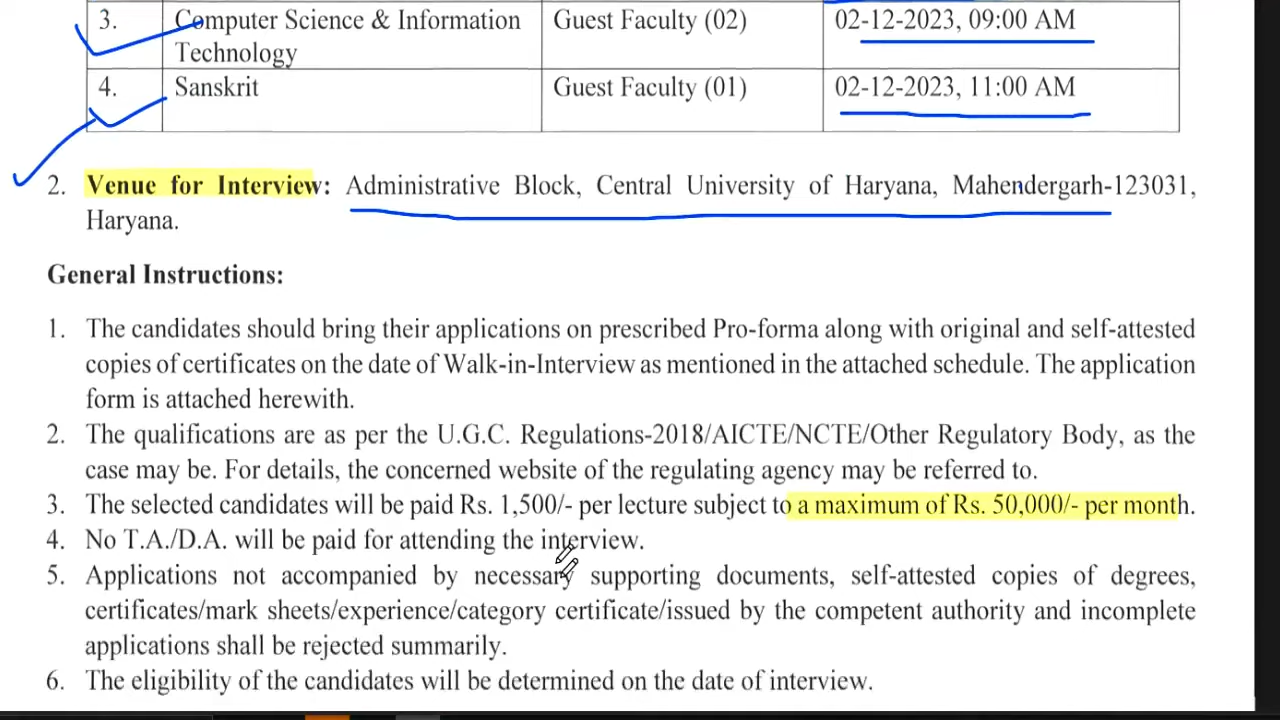 3. Computer Science & Information Guest Faculty (02) 02-12-2023, 09:00 AM
Technology
4. Sanskrit Guest Faculty (01) 02-12-2023, 11:00 AM
2. Venue for Interview: Administrative Block, Central University of Haryana, Mahendergarh-123031,
Haryana.
General Instructions:
1. The candidates should bring their applications on prescribed Pro-forma along with original and self-attested
copies of certificates on the date of Walk-in-Interview as mentioned in the attached schedule. The application
form is attached herewith.
2. The qualifications are as per the U.G.C. Regulations-2018/AICTE/NCTE/Other Regulatory Body, as the
case may be. For details, the concerned website of the regulating agency may be referred to.
3. The selected candidates will be paid Rs. 1,500/- per lecture subject to a maximum of Rs. 50,000/- per month.
4. No T.A./D.A. will be paid for attending the interview.
5. Applications not accompanied by necessary supporting documents, self-attested copies of degrees,
certificates/mark sheets/experience/category certificate/issued by the competent authority and incomplete
applications shall be rejected summarily.
6. The eligibility of the candidates will be determined on the date of interview.